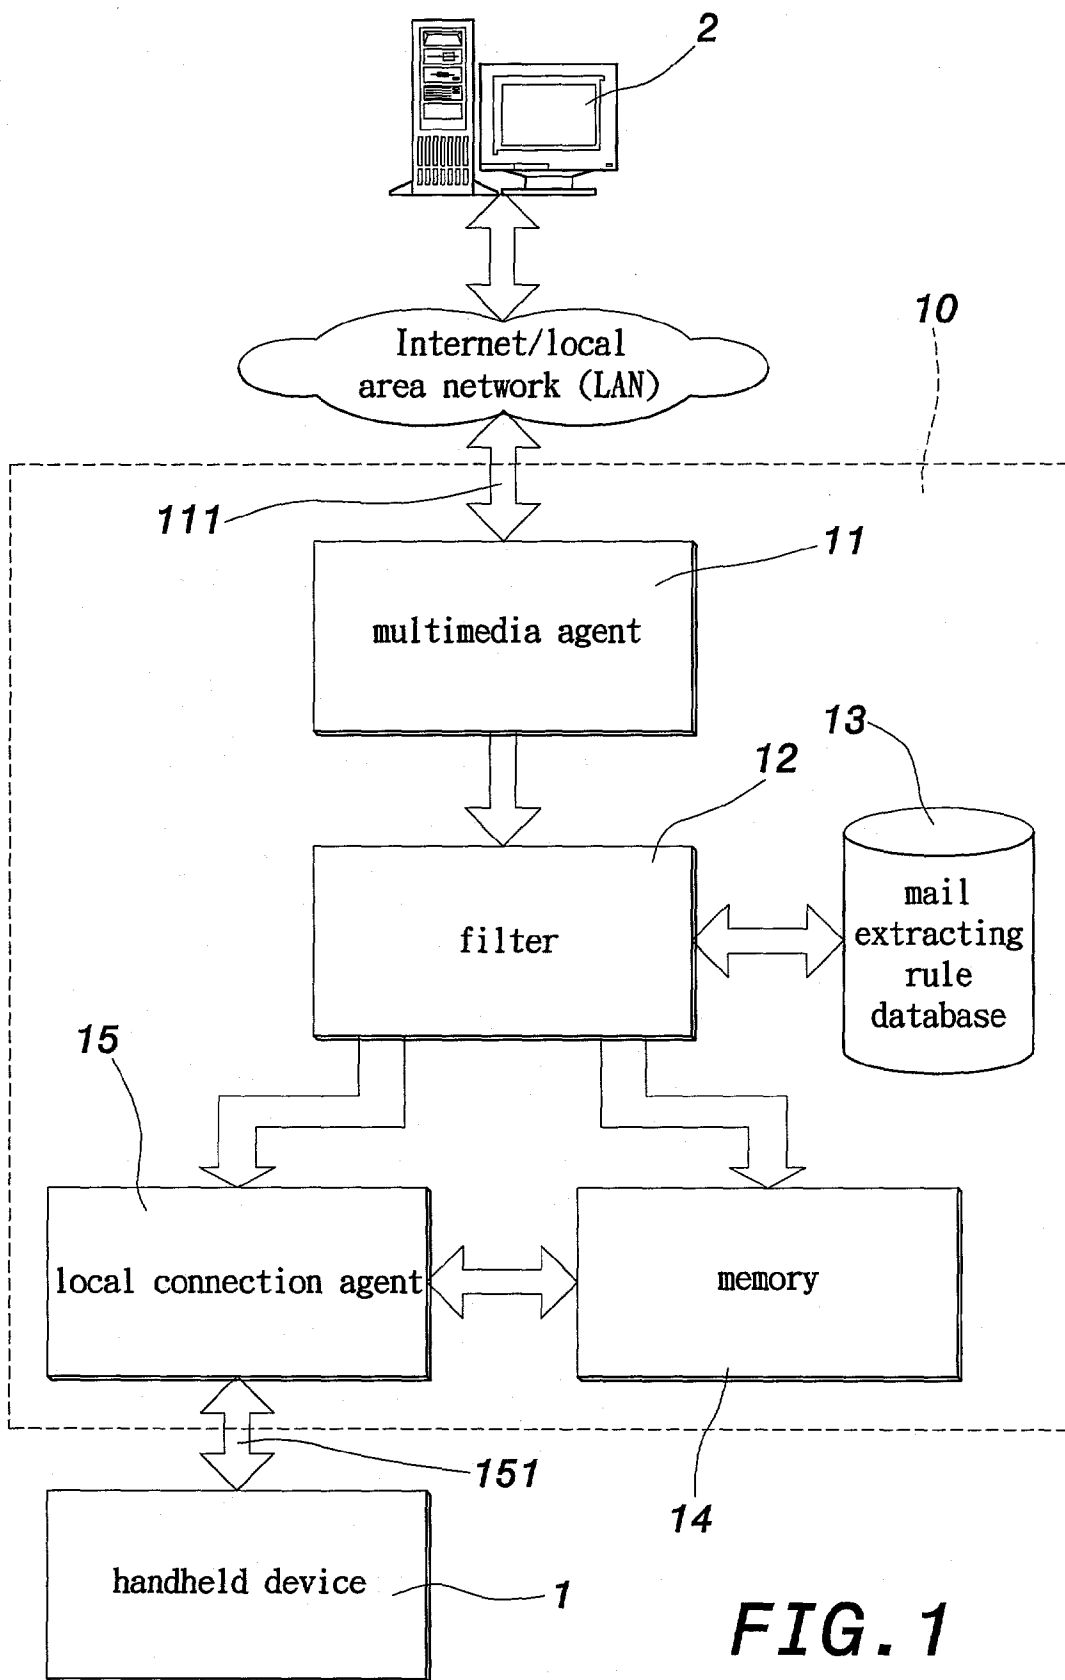 2
Internet/local
area network (LAN)
10
111
11
multimedia agent
12
13
filter
mail
extracting
rule
database
15
local connection agent
memory
151
14
handheld device
1
FIG. 1